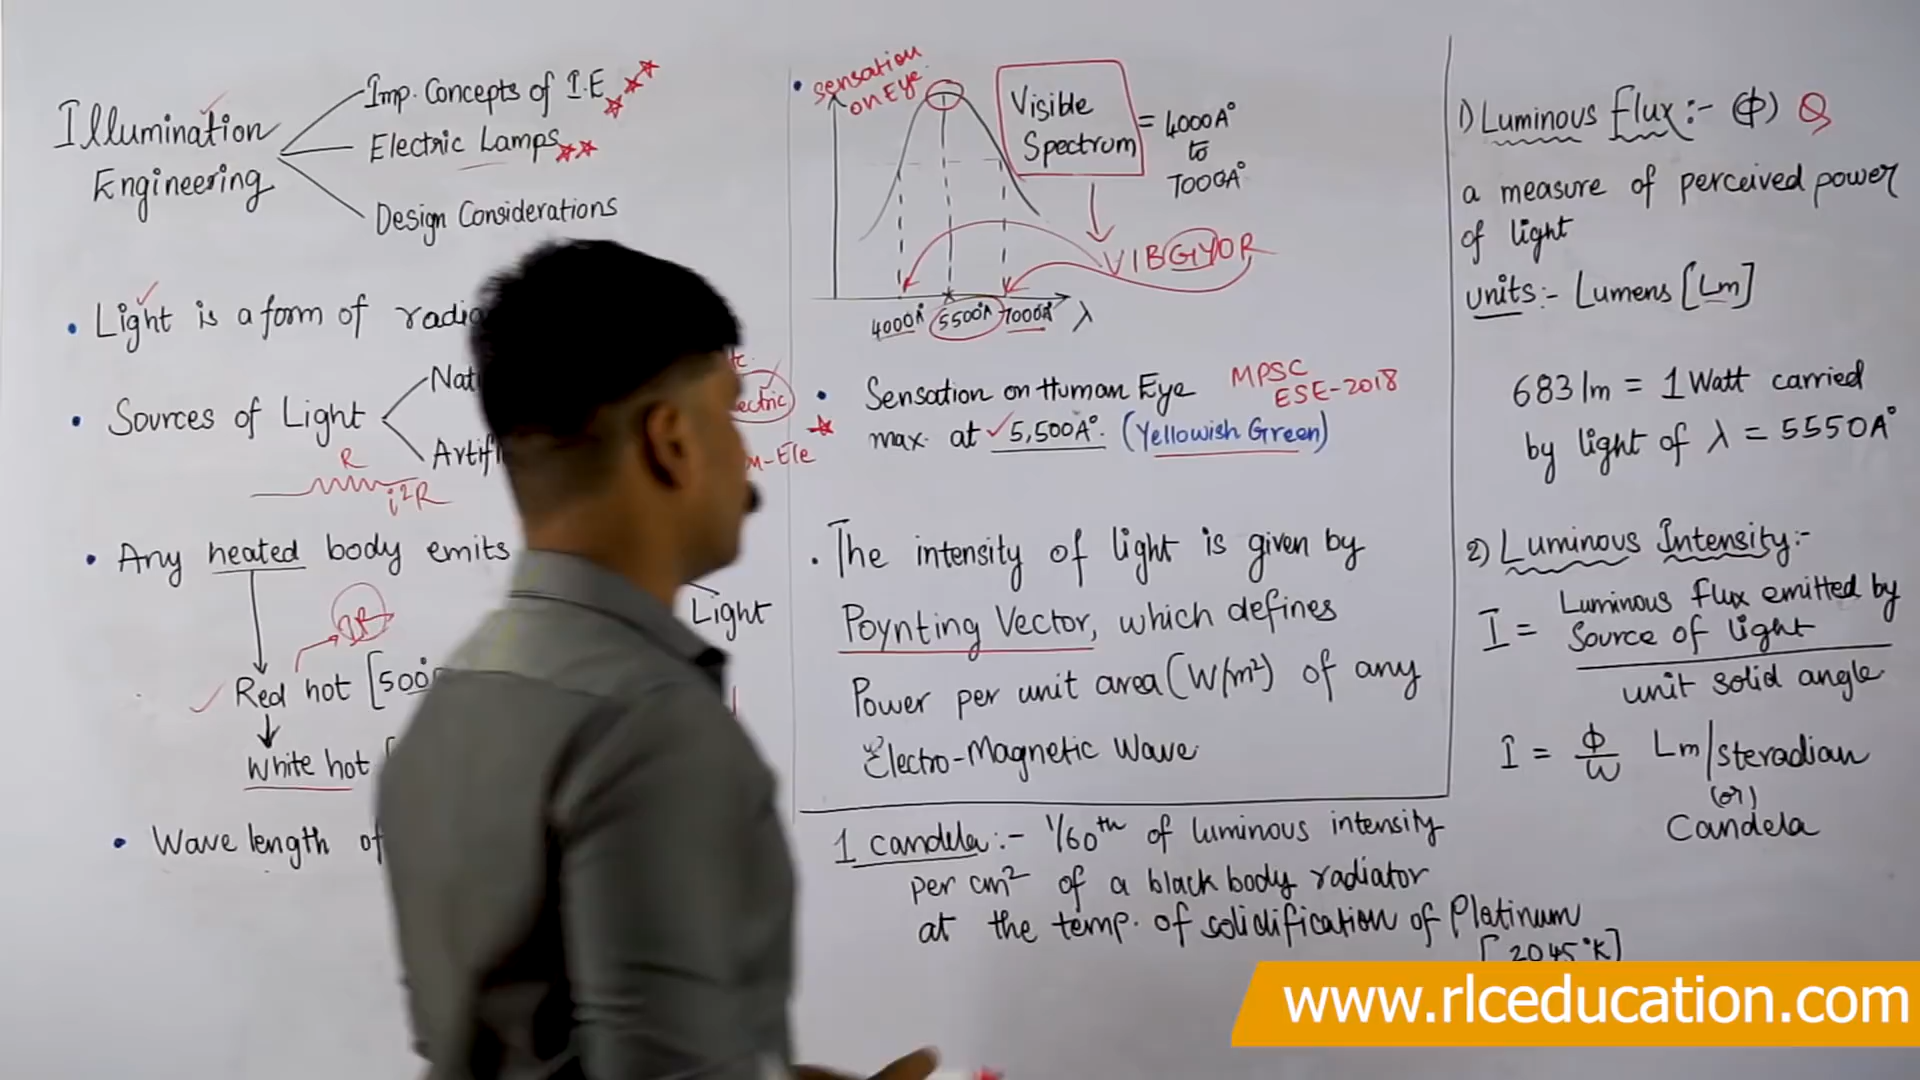 Illumination
Engineering
Imp. Concepts of I.E
Electric Lamps
Design Considerations
• Light is a form of
• Sources of Light
R
i²R
• Any heated body emits
Light
IR
Red hot
White hot
• Wave length of
• Sensation
on Eye
4000A° 5500A° 7000A° λ
Visible
Spectrum
= 4000A°
to
7000A°
VIBGYOR
• Sensation on Human Eye
max. at 5,500A°. (Yellowish Green)
MPSC
ESE-2018
• The intensity of light is given by
Poynting Vector, which defines
Power per unit area (W/m²) of any
Electro-Magnetic Wave
1 candela:- 1/60th of luminous intensity
per cm² of a black body radiator
at the temp. of solidification of Platinum
[2045°K]
1) Luminous flux:- (Φ) Q
a measure of perceived power
of light
units:- Lumens [Lm]
683 lm = 1 Watt carried
by light of λ = 5550A°
2) Luminous Intensity:-
I = Luminous flux emitted by
Source of light
unit solid angle
I = Φ/W Lm/steradian
(or)
Candela
www.rlceducation.com